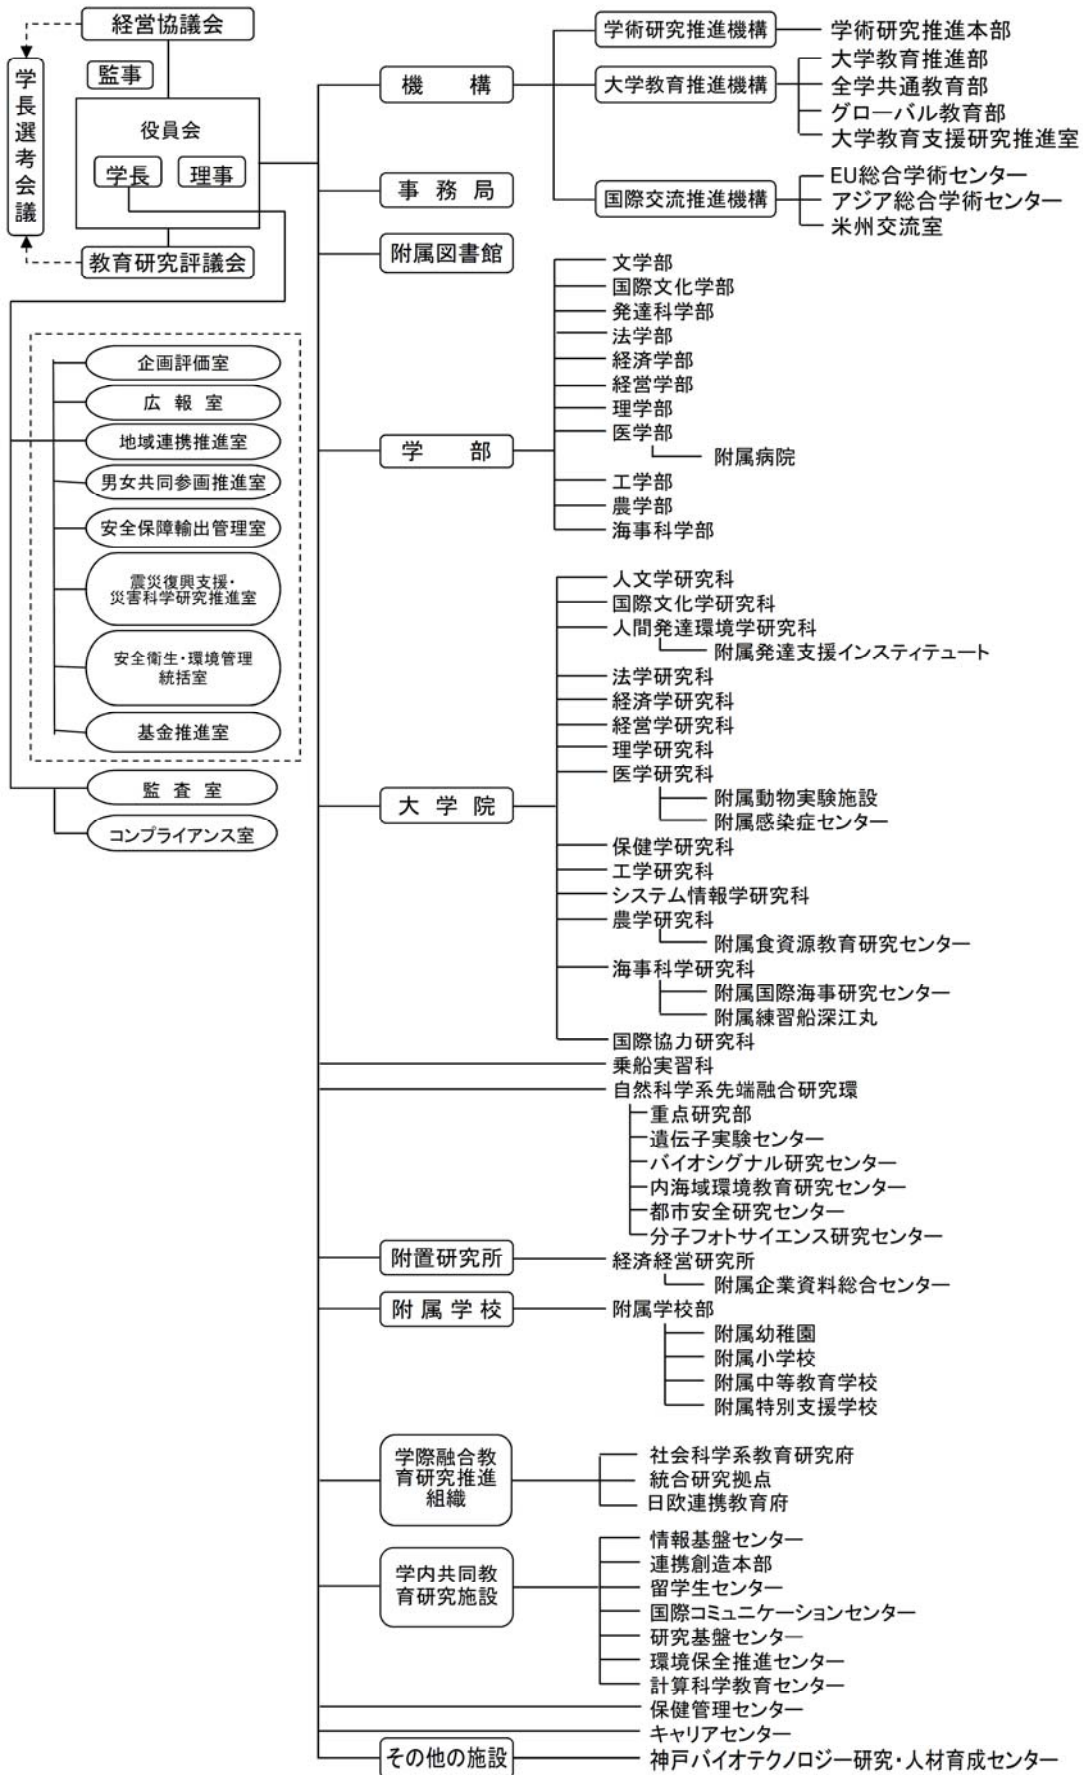 経営協議会
監事
学長選考会議
役員会
学長
理事
教育研究評議会
企画評価室
広報室
地域連携推進室
男女共同参画推進室
安全保障輸出管理室
震災復興支援・
災害科学研究推進室
安全衛生・環境管理
統括室
基金推進室
監査室
コンプライアンス室
機構
学術研究推進機構
学術研究推進本部
大学教育推進機構
大学教育推進部
全学共通教育部
グローバル教育部
大学教育支援研究推進室
国際交流推進機構
EU総合学術センター
アジア総合学術センター
米州交流室
事務局
附属図書館
学部
文学部
国際文化学部
発達科学部
法学部
経済学部
経営学部
理学部
医学部
附属病院
工学部
農学部
海事科学部
大学院
人文学研究科
国際文化学研究科
人間発達環境学研究科
附属発達支援インスティテュート
法学研究科
経済学研究科
経営学研究科
理学研究科
医学研究科
附属動物実験施設
附属感染症センター
保健学研究科
工学研究科
システム情報学研究科
農学研究科
附属食資源教育研究センター
海事科学研究科
附属国際海事研究センター
附属練習船深江丸
国際協力研究科
乗船実習科
自然科学系先端融合研究環
重点研究部
遺伝子実験センター
バイオシグナル研究センター
内海域環境教育研究センター
都市安全研究センター
分子フォトサイエンス研究センター
附置研究所
経済経営研究所
附属企業資料総合センター
附属学校
附属学校部
附属幼稚園
附属小学校
附属中等教育学校
附属特別支援学校
学際融合教
育研究推進
組織
社会科学系教育研究府
統合研究拠点
日欧連携教育府
学内共同教
育研究施設
情報基盤センター
連携創造本部
留学生センター
国際コミュニケーションセンター
研究基盤センター
環境保全推進センター
計算科学教育センター
保健管理センター
キャリアセンター
その他の施設
神戸バイオテクノロジー研究・人材育成センター